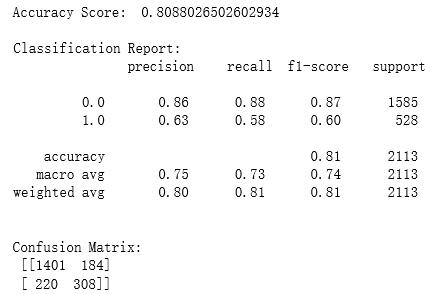 Accuracy Score:  0.8088026502602934
Classification Report:
precision    recall  f1-score   support
0.0       0.86      0.88      0.87      1585
1.0       0.63      0.58      0.60       528
accuracy                           0.81      2113
macro avg       0.75      0.73      0.74      2113
weighted avg       0.80      0.81      0.81      2113
Confusion Matrix:
[[1401  184]
[ 220  308]]